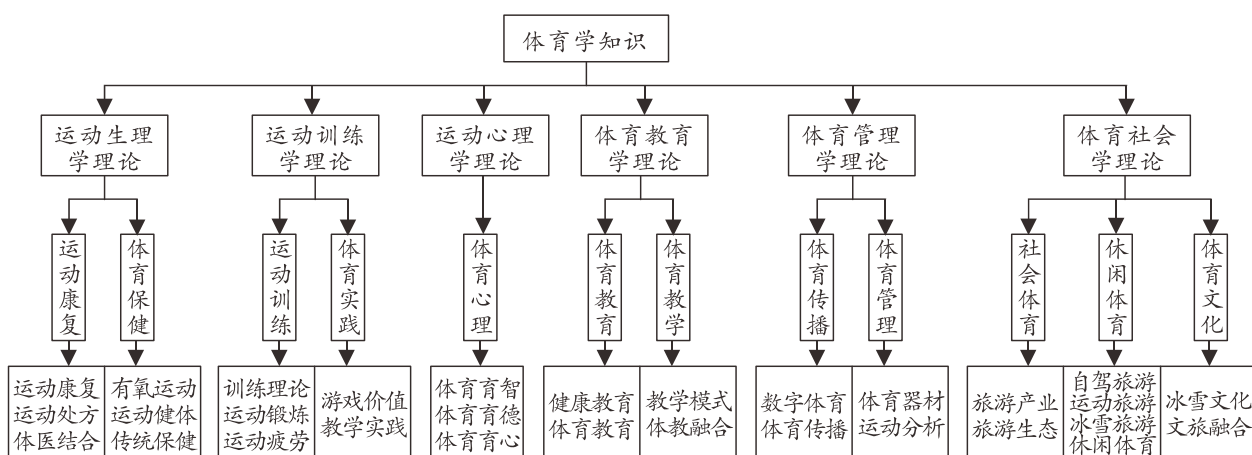 体育学知识
运动生理
学理论
运动训练
学理论
运动心理
学理论
体育教育
学理论
体育管理
学理论
体育社会
学理论
运动康复
体育保健
运动训练
体育实践
体育心理
体育教育
体育教学
体育传播
体育管理
社会体育
休闲体育
体育文化
运动康复
运动处方
体医结合
有氧运动
运动健体
传统保健
训练理论
运动锻炼
运动疲劳
游戏价值
教学实践
体育育智
体育育德
体育育心
健康教育
体育教育
教学模式
体教融合
数字体育
体育传播
体育器材
运动分析
旅游产业
旅游生态
自驾旅游
运动旅游
冰雪旅游
休闲体育
冰雪文化
文旅融合